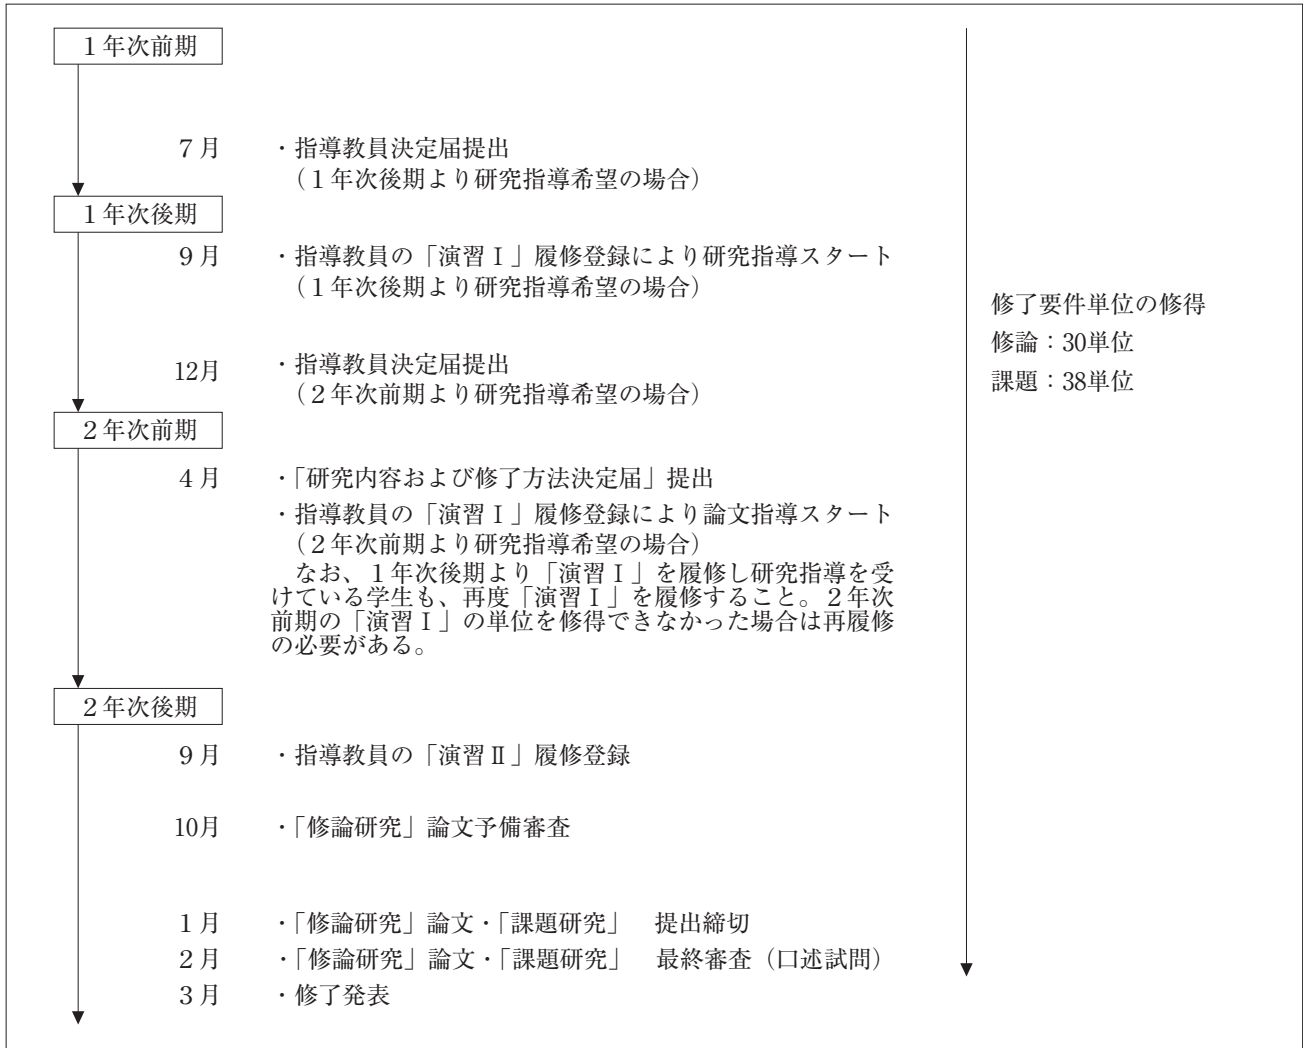 １年次前期
７月　・指導教員決定届提出
（１年次後期より研究指導希望の場合）
１年次後期
９月　・指導教員の「演習Ⅰ」履修登録により研究指導スタート
（１年次後期より研究指導希望の場合）
修了要件単位の修得
修論：30単位
課題：38単位
12月　・指導教員決定届提出
（２年次前期より研究指導希望の場合）
２年次前期
４月　・「研究内容および修了方法決定届」提出
・指導教員の「演習Ⅰ」履修登録により論文指導スタート
（２年次前期より研究指導希望の場合）
なお、１年次後期より「演習Ⅰ」を履修し研究指導を受
けている学生も、再度「演習Ⅰ」を履修すること。２年次
前期の「演習Ⅰ」の単位を修得できなかった場合は再履修
の必要がある。
２年次後期
９月　・指導教員の「演習Ⅱ」履修登録
10月　・「修論研究」論文予備審査
１月　・「修論研究」論文・「課題研究」　提出締切
２月　・「修論研究」論文・「課題研究」　最終審査（口述試問）
３月　・修了発表